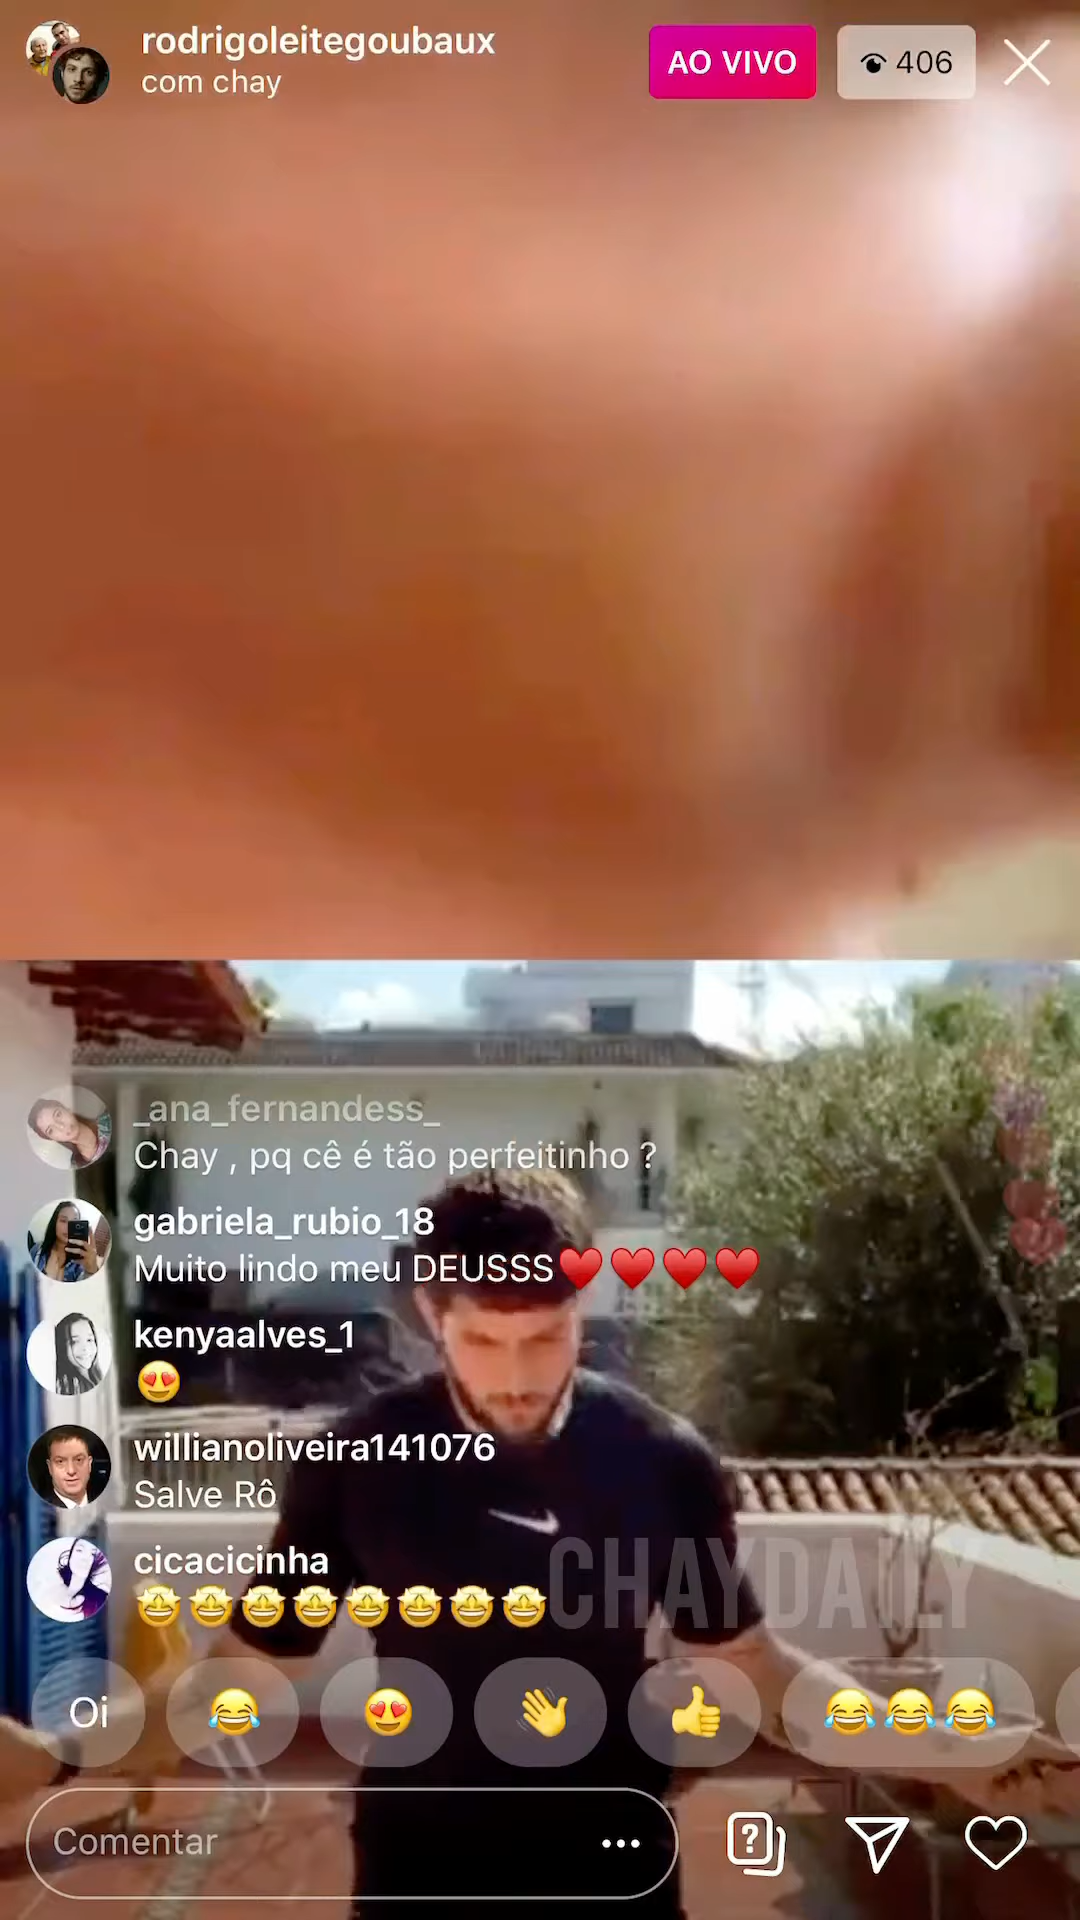 rodrigoleitegoubaux
com chay
AO VIVO
406
_ana_fernandess_
Chay , pq cê é tão perfeitinho ?
gabriela_rubio_18
Muito lindo meu DEUSSS❤️❤️❤️❤️
kenyaalves_1
😍
willianoliveira141076
Salve Rô
cicacicinha
🤩🤩🤩🤩🤩🤩🤩🤩
CHAYDAILY
Oi
😂
😍
👋
👍
😂😂😂
Comentar